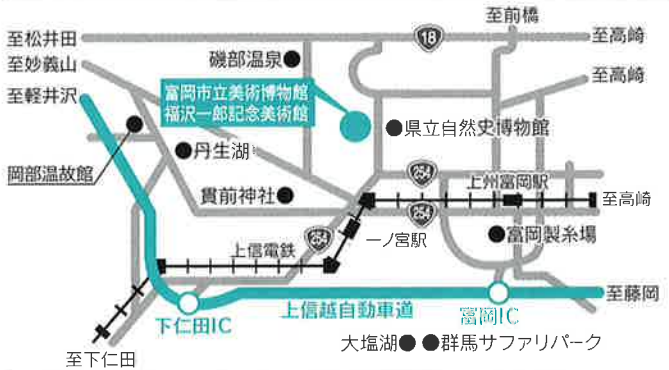 至前橋
至松井田
18
至高崎
至妙義山
磯部温泉
至高崎
至軽井沢
富岡市立美術博物館
福沢一郎記念美術館
県立自然史博物館
丹生湖
岡部温故館
254
上州富岡駅
貫前神社
至高崎
254
254
一ノ宮駅
富岡製糸場
上信電鉄
至藤岡
下仁田IC
上信越自動車道
富岡IC
大塩湖
群馬サファリパーク
至下仁田